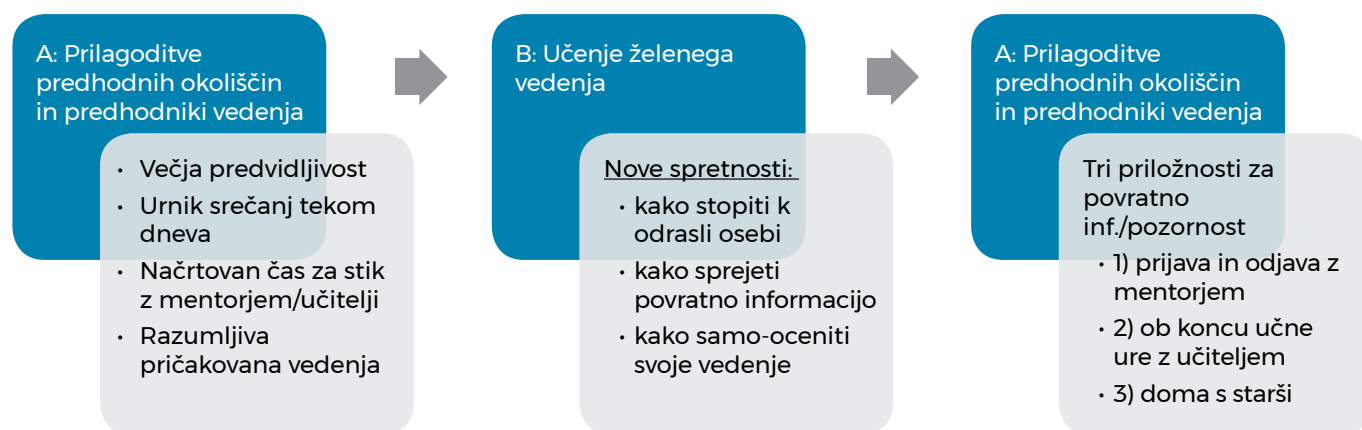 A: Prilagoditve
predhodnih okoliščin
in predhodniki vedenja
• Večja predvidljivost
• Urnik srečanj tekom
dneva
• Načrtovan čas za stik
z mentorjem/učitelji
• Razumljiva
pričakovana vedenja
B: Učenje želenega
vedenja
Nove spretnosti:
• kako stopiti k
odrasli osebi
• kako sprejeti
povratno informacijo
• kako samo-oceniti
svoje vedenje
A: Prilagoditve
predhodnih okoliščin
in predhodniki vedenja
Tri priložnosti za
povratno
inf./pozornost
• 1) prijava in odjava z
mentorjem
• 2) ob koncu učne
ure z učiteljem
• 3) doma s starši